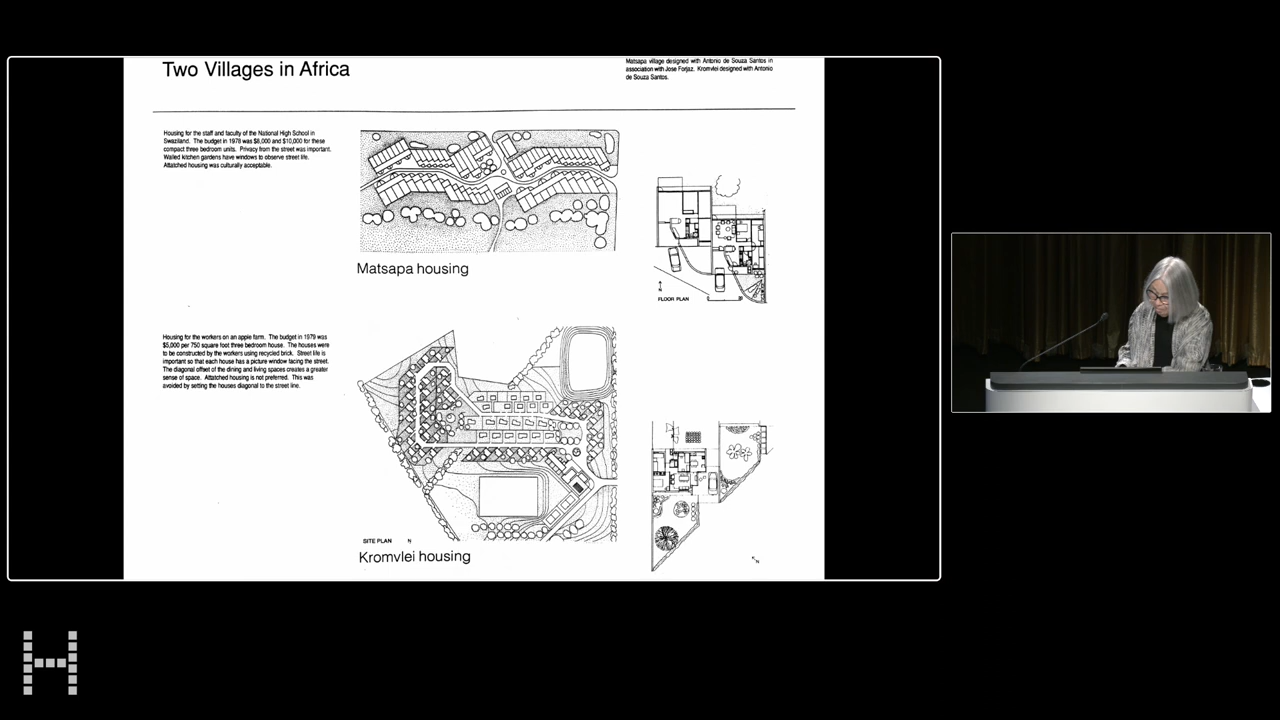 Two Villages in Africa
Matsapa village designed with Antonio de Souza Santos in
association with Jose Forjaz. Kromvlei designed with Antonio
de Souza Santos.
Housing for the staff and faculty of the National High School in
Swaziland. The budget in 1978 was $6,000 and $10,000 for these
compact three bedroom units. Privacy from the street was important.
Walled kitchen gardens have windows to observe street life.
Attatched housing was culturally acceptable.
FLOOR PLAN
N
Matsapa housing
Housing for the workers on an apple farm. The budget in 1979 was
$5,000 per 750 square foot three bedroom house. The houses were
to be constructed by the workers using recycled brick. Street life is
important so that each house has a picture window facing the street.
The diagonal offset of the dining and living spaces creates a greater
sense of space. Attatched housing is not preferred. This was
avoided by setting the houses diagonal to the street line.
SITE PLAN N
Kromvlei housing
N
H